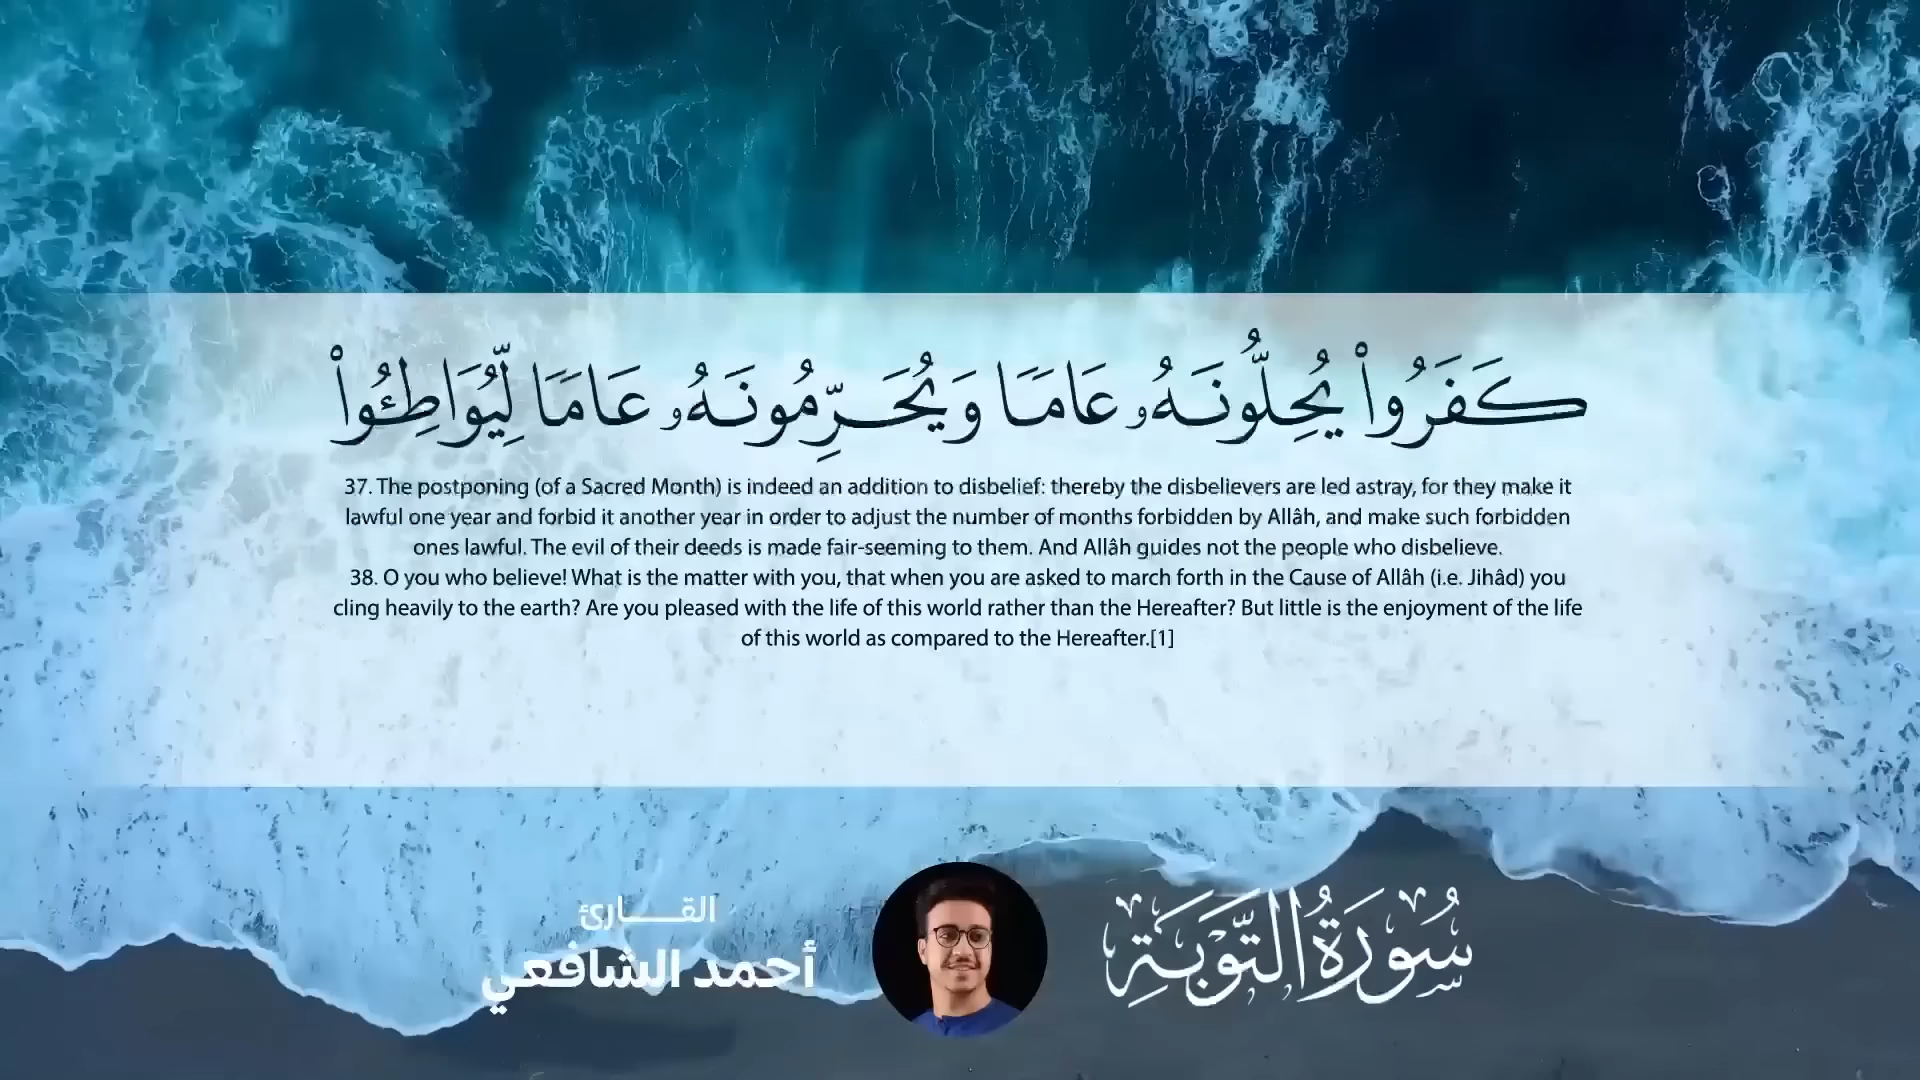 كَفَرُواْ يُحِلُّونَهُۥ عَامٗا وَيُحَرِّمُونَهُۥ عَامٗا لِّيُوَاطِـُٔواْ
37. The postponing (of a Sacred Month) is indeed an addition to disbelief: thereby the disbelievers are led astray, for they make it
lawful one year and forbid it another year in order to adjust the number of months forbidden by Allâh, and make such forbidden
ones lawful. The evil of their deeds is made fair-seeming to them. And Allâh guides not the people who disbelieve.
38. O you who believe! What is the matter with you, that when you are asked to march forth in the Cause of Allâh (i.e. Jihâd) you
cling heavily to the earth? Are you pleased with the life of this world rather than the Hereafter? But little is the enjoyment of the life
of this world as compared to the Hereafter.[1]
سُورَةُ التَّوْبَةِ
القـــارئ
أحمد الشافعي